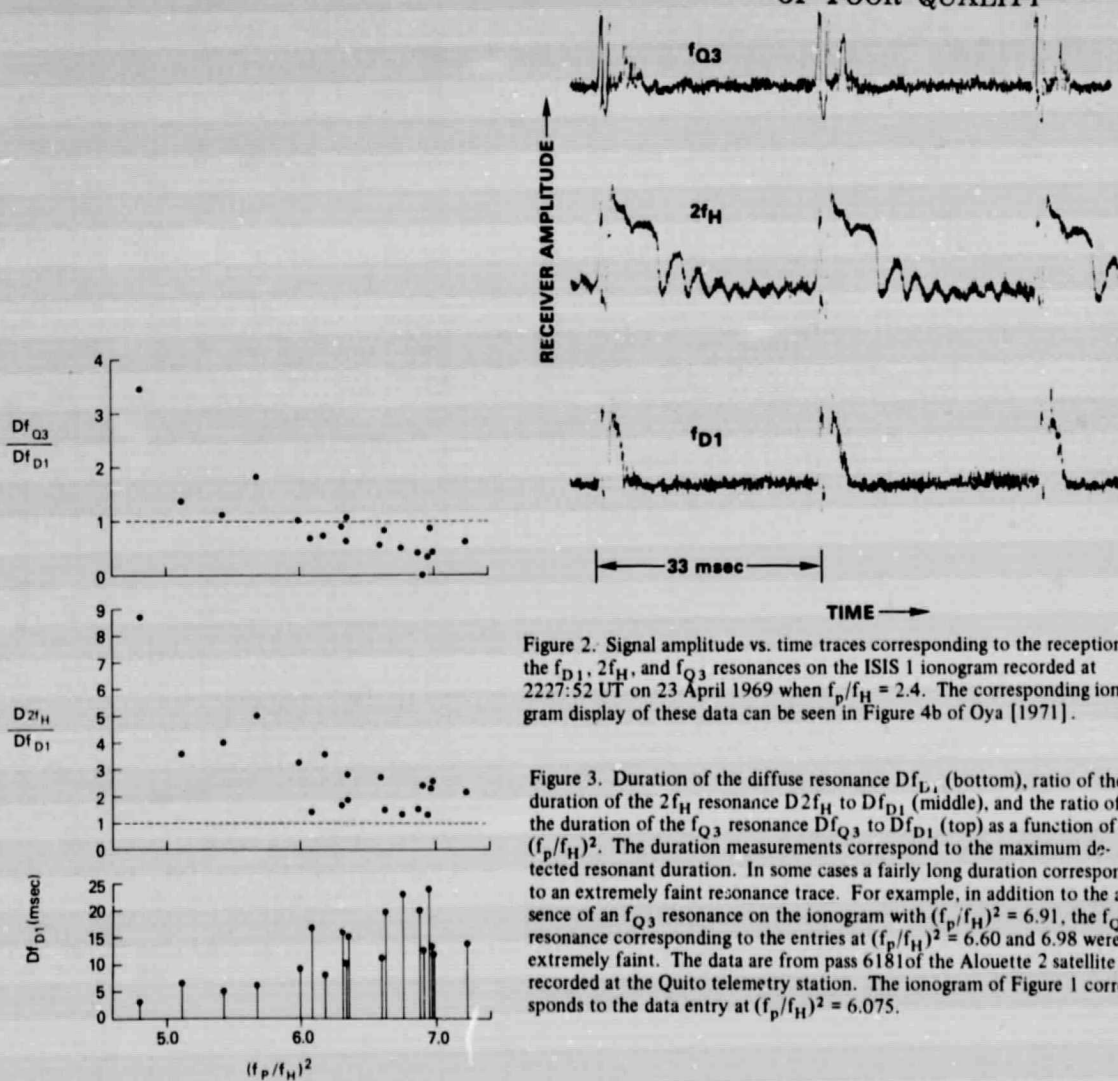 OF POOR QUALITY
fQ3
2fH
fD1
RECEIVER AMPLITUDE
33 msec
TIME
4
3
2
1
0
DfQ3
DfD1
9
8
7
6
5
4
3
2
1
0
D2fH
DfD1
25
20
15
10
5
0
DfD1 (msec)
5.0 6.0 7.0
(fP/fH)2
Figure 2. Signal amplitude vs. time traces corresponding to the reception
the fD1, 2fH, and fQ3 resonances on the ISIS 1 ionogram recorded at
2227:52 UT on 23 April 1969 when fp/fH = 2.4. The corresponding ion
gram display of these data can be seen in Figure 4b of Oya [1971].
Figure 3. Duration of the diffuse resonance DfD1 (bottom), ratio of the
duration of the 2fH resonance D2fH to DfD1 (middle), and the ratio of
the duration of the fQ3 resonance DfQ3 to DfD1 (top) as a function of
(fp/fH)2. The duration measurements correspond to the maximum de-
tected resonant duration. In some cases a fairly long duration correspon
to an extremely faint resonance trace. For example, in addition to the a
sence of an fQ3 resonance on the ionogram with (fp/fH)2 = 6.91, the fQ
resonance corresponding to the entries at (fp/fH)2 = 6.60 and 6.98 were
extremely faint. The data are from pass 6181of the Alouette 2 satellite
recorded at the Quito telemetry station. The ionogram of Figure 1 corre
sponds to the data entry at (fp/fH)2 = 6.075.